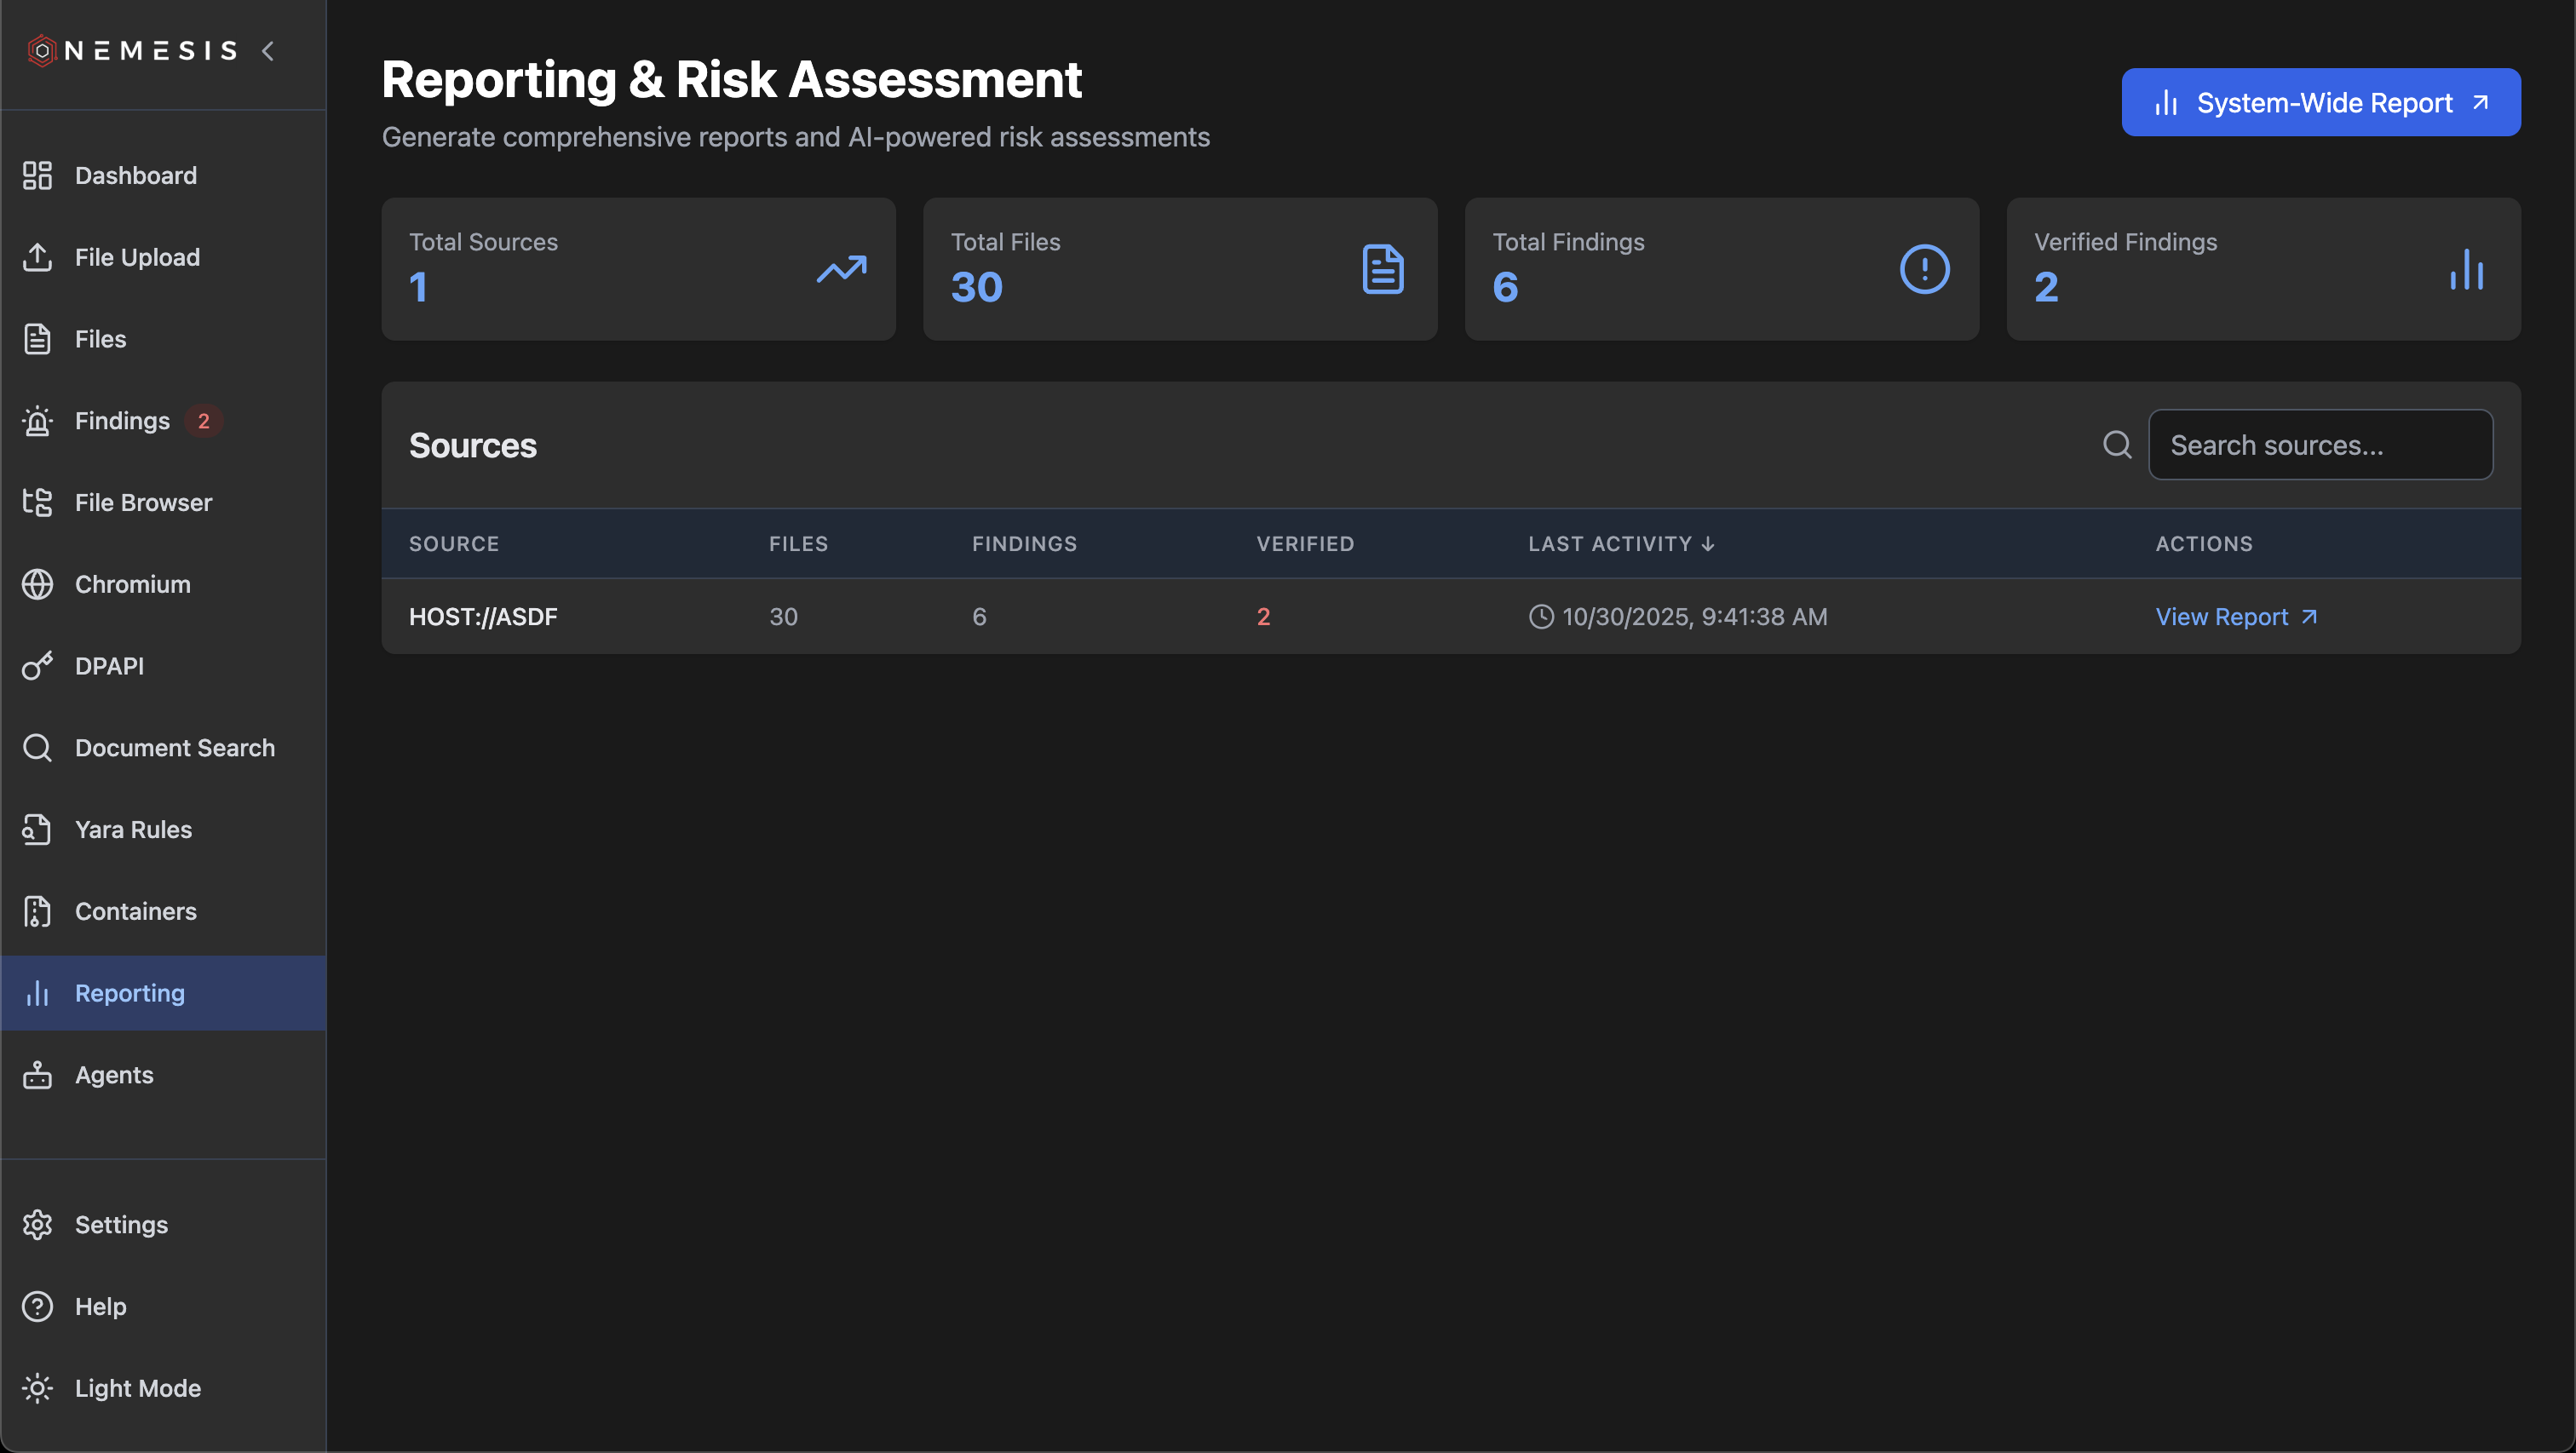 NEMESIS
Dashboard
File Upload
Files
Findings 2
File Browser
Chromium
DPAPI
Document Search
Yara Rules
Containers
Reporting
Agents
Settings
Help
Light Mode
Reporting & Risk Assessment
Generate comprehensive reports and AI-powered risk assessments
System-Wide Report
Total Sources
1
Total Files
30
Total Findings
6
Verified Findings
2
Sources
Search sources...
SOURCE FILES FINDINGS VERIFIED LAST ACTIVITY ↓ ACTIONS
HOST://ASDF 30 6 2 10/30/2025, 9:41:38 AM View Report